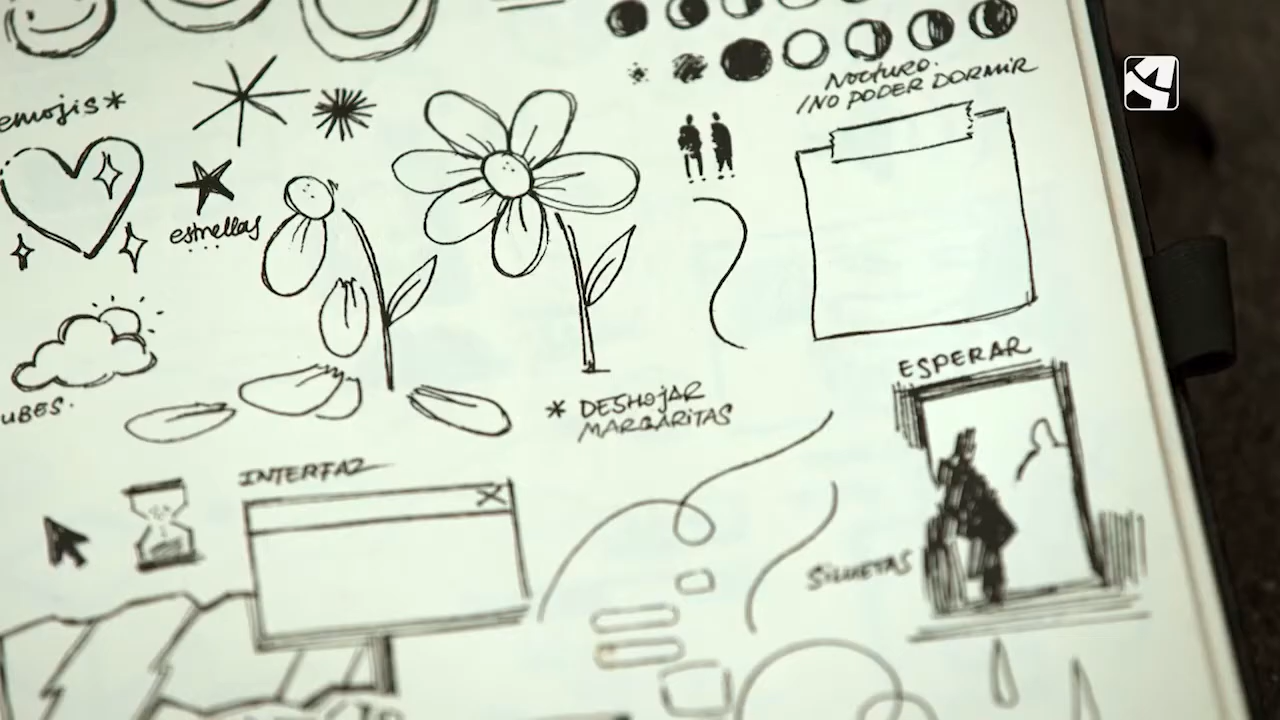 NOCTURO.
/NO PODER DORMIR
emojis*
estrellas
ESPERAR
* DESHOJAR
MARGARITAS
UBES.
INTERFAZ
SILUETAS